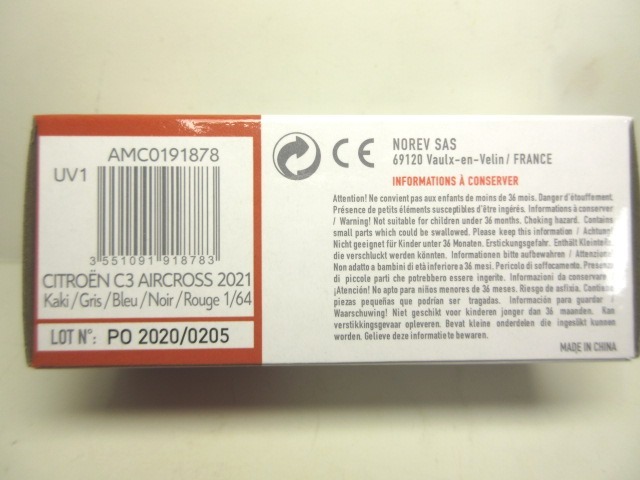 AMC0191878
UV1
3 551091 918783
CITROËN C3 AIRCROSS 2021
Kaki/Gris/Bleu/Noir/Rouge 1/64
LOT N°: PO 2020/0205
CE
NOREV SAS
69120 Vaulx-en-Velin / FRANCE
INFORMATIONS À CONSERVER
Attention! Ne convient pas aux enfants de moins de 36 mois. Danger d'étouffement.
Présence de petits éléments susceptibles d'être ingérés. Informations à conserver
/ Warning! Not suitable for children under 36 months. Choking hazard. Contains
small parts which could be swallowed. Please keep this information / Achtung!
Nicht geeignet für Kinder unter 36 Monaten. Erstickungsgefahr. Enthält Kleinteile,
die verschluckt werden könnten. Informationen bitte aufbewahren / Attenzione!
Non adatto a bambini di età inferiore a 36 mesi. Pericolo di soffocamento. Presenza
di piccole parti che potrebbero essere ingerite. Informazioni da conservare
¡Atención! No apto para niños menores de 36 meses. Riesgo de asfixia. Contiene
piezas pequeñas que podrían ser tragadas. Información para guardar /
Waarschuwing! Niet geschikt voor kinderen jonger dan 36 maanden. Kan
verstikkingsgevaar opleveren. Bevat kleine onderdelen die ingeslikt kunnen
worden. Gelieve deze informatie te bewaren.
MADE IN CHINA